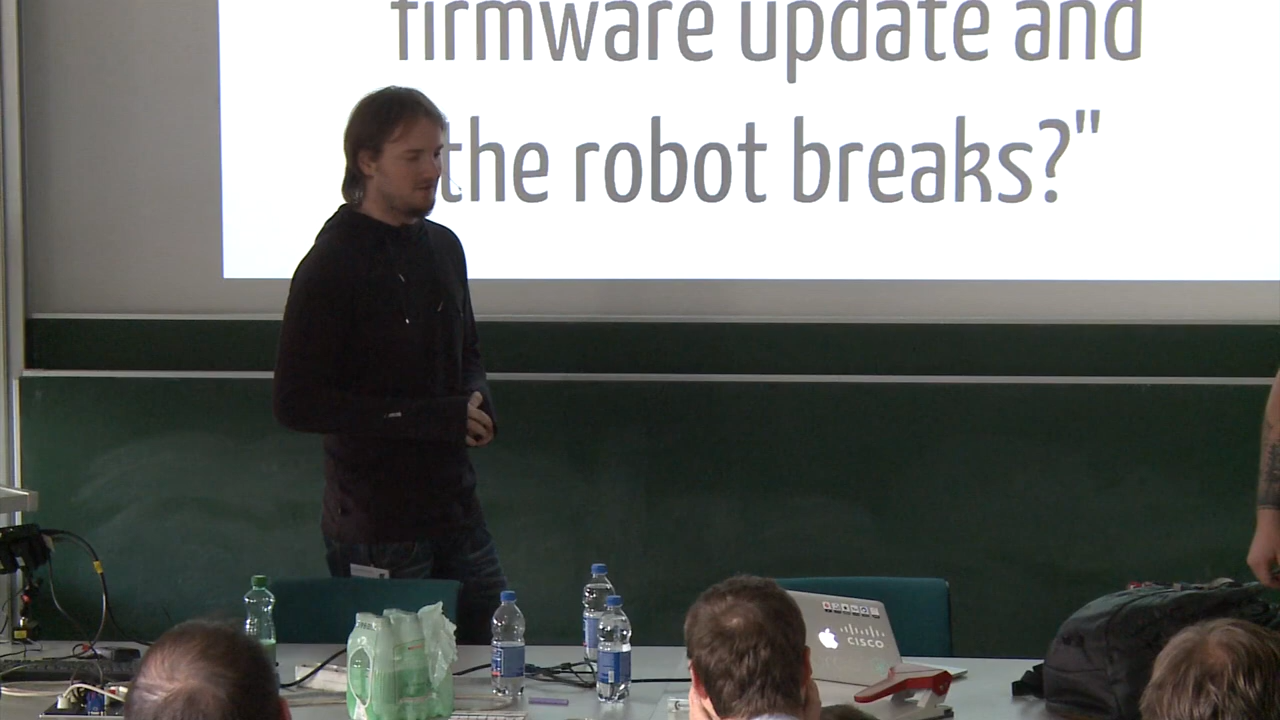 firmware update and
the robot breaks?"
CISCO